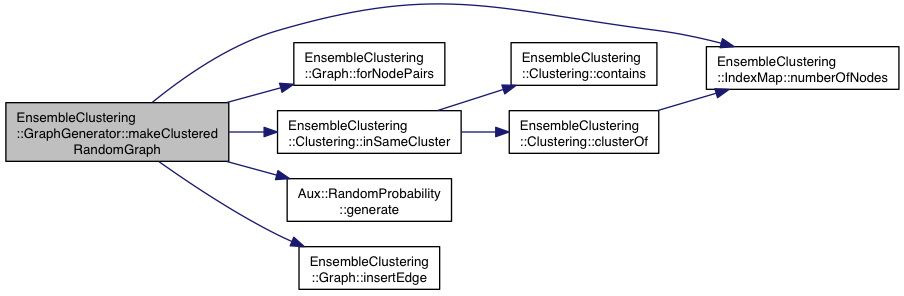 EnsembleClustering
::GraphGenerator::makeClustered
RandomGraph
EnsembleClustering
::Graph::forNodePairs
EnsembleClustering
::Clustering::inSameCluster
Aux::RandomProbability
::generate
EnsembleClustering
::Graph::insertEdge
EnsembleClustering
::Clustering::contains
EnsembleClustering
::Clustering::clusterOf
EnsembleClustering
::IndexMap::numberOfNodes